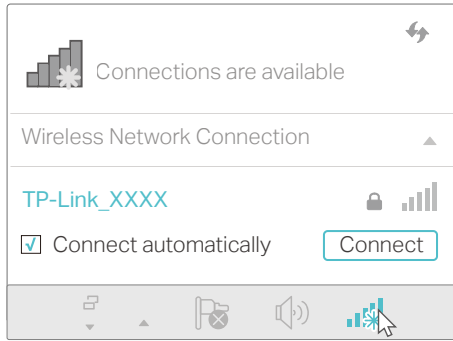 Connections are available
Wireless Network Connection
TP-Link_XXXX
Connect automatically
Connect